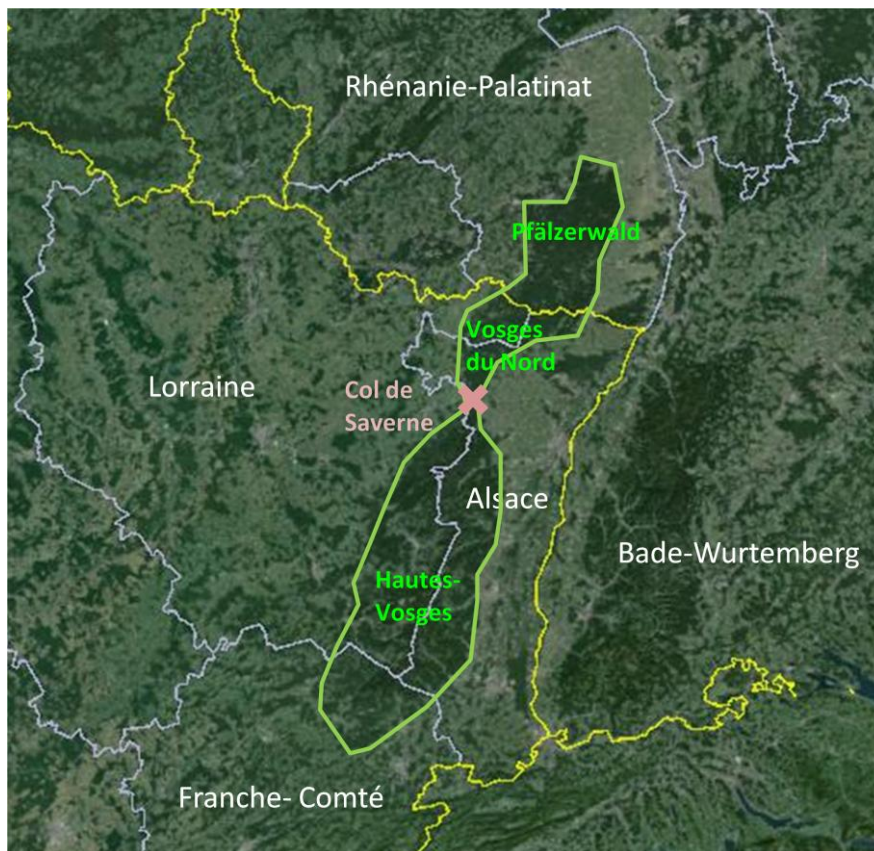 Rhénanie-Palatinat
Pfälzerwald
Vosges
du Nord
Lorraine
Col de
Saverne
Alsace
Bade-Wurtemberg
Hautes-
Vosges
Franche- Comté